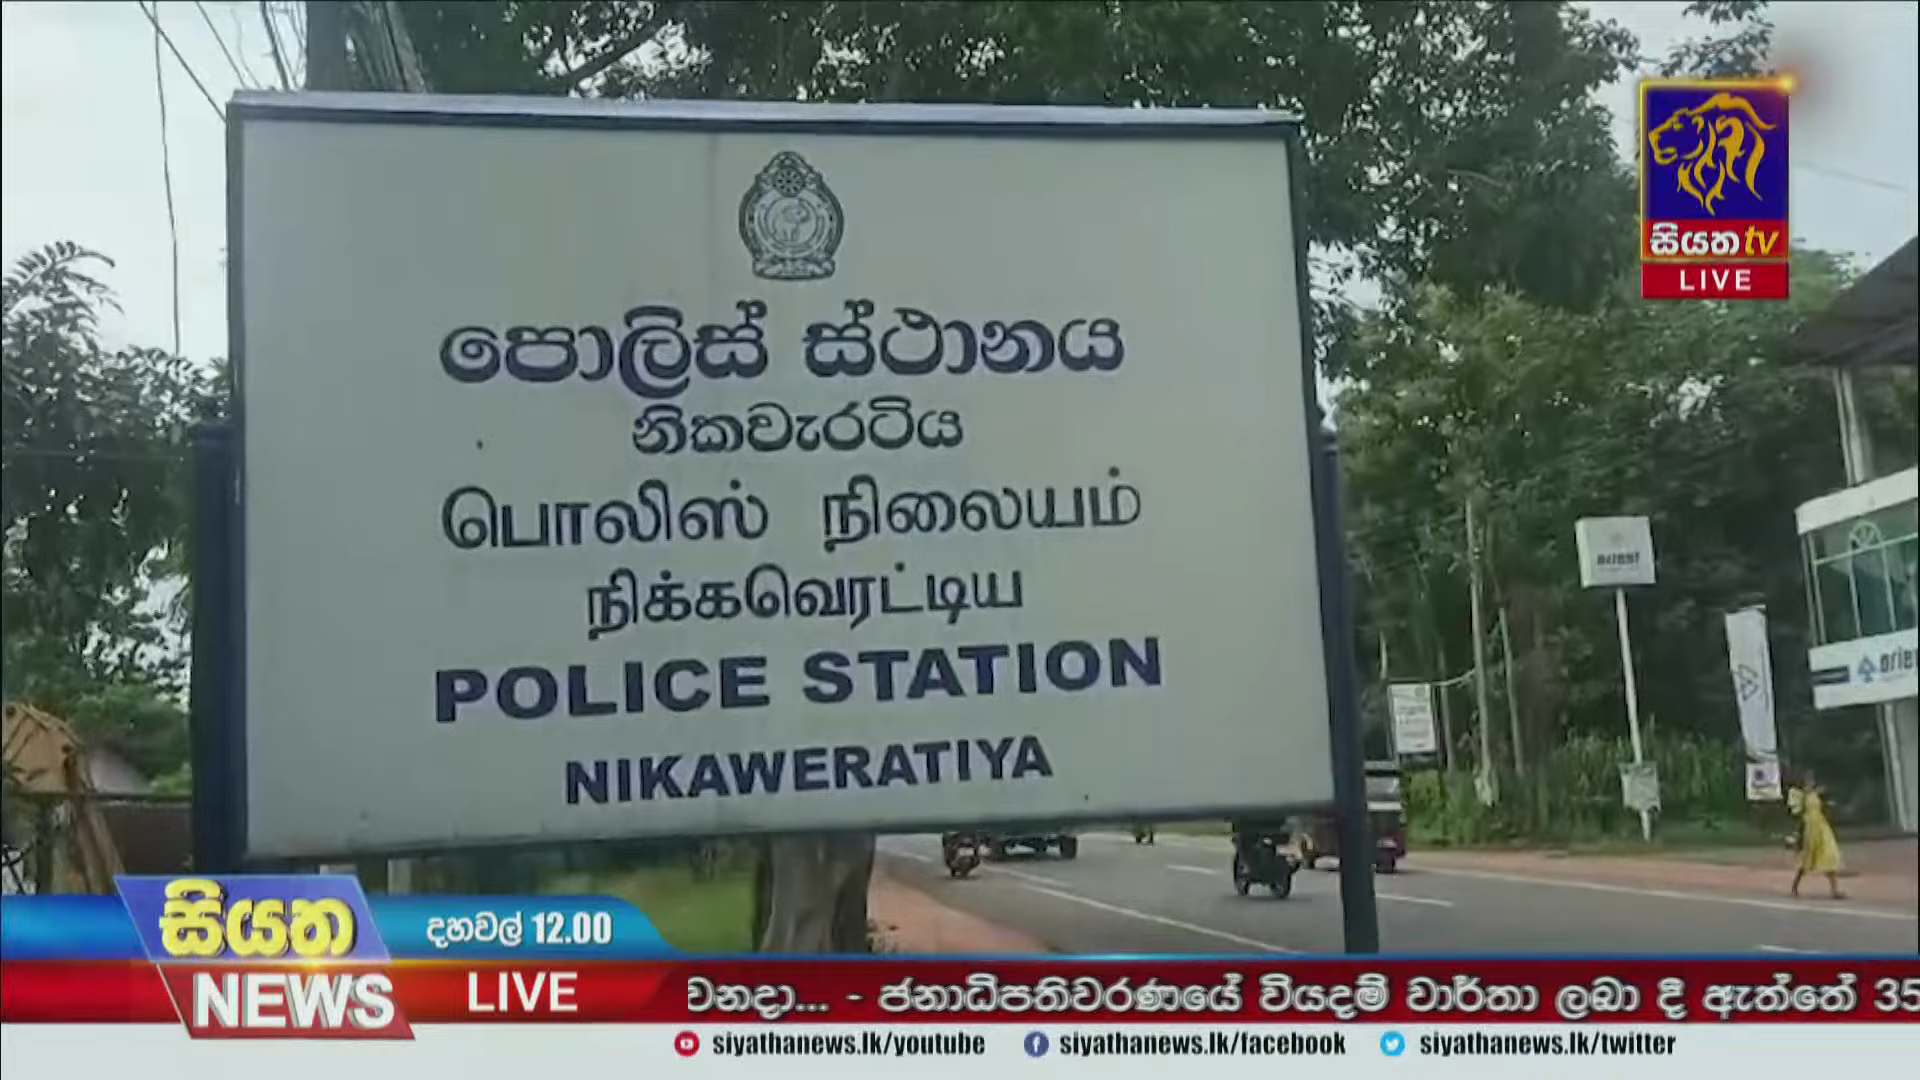 පොලිස් ස්ථානය
නිකවැරටිය
பொலிஸ் நிலையம்
நிக்கவெரட்டிய
POLICE STATION
NIKAWERATIYA
සියත tv
LIVE
orient
සියත
දහවල් 12.00
NEWS
LIVE
වනදා... - ජනාධිපතිවරණයේ වියදම් වාර්තා ලබා දී ඇත්තේ 35
siyathanews.lk/youtube
siyathanews.lk/facebook
siyathanews.lk/twitter